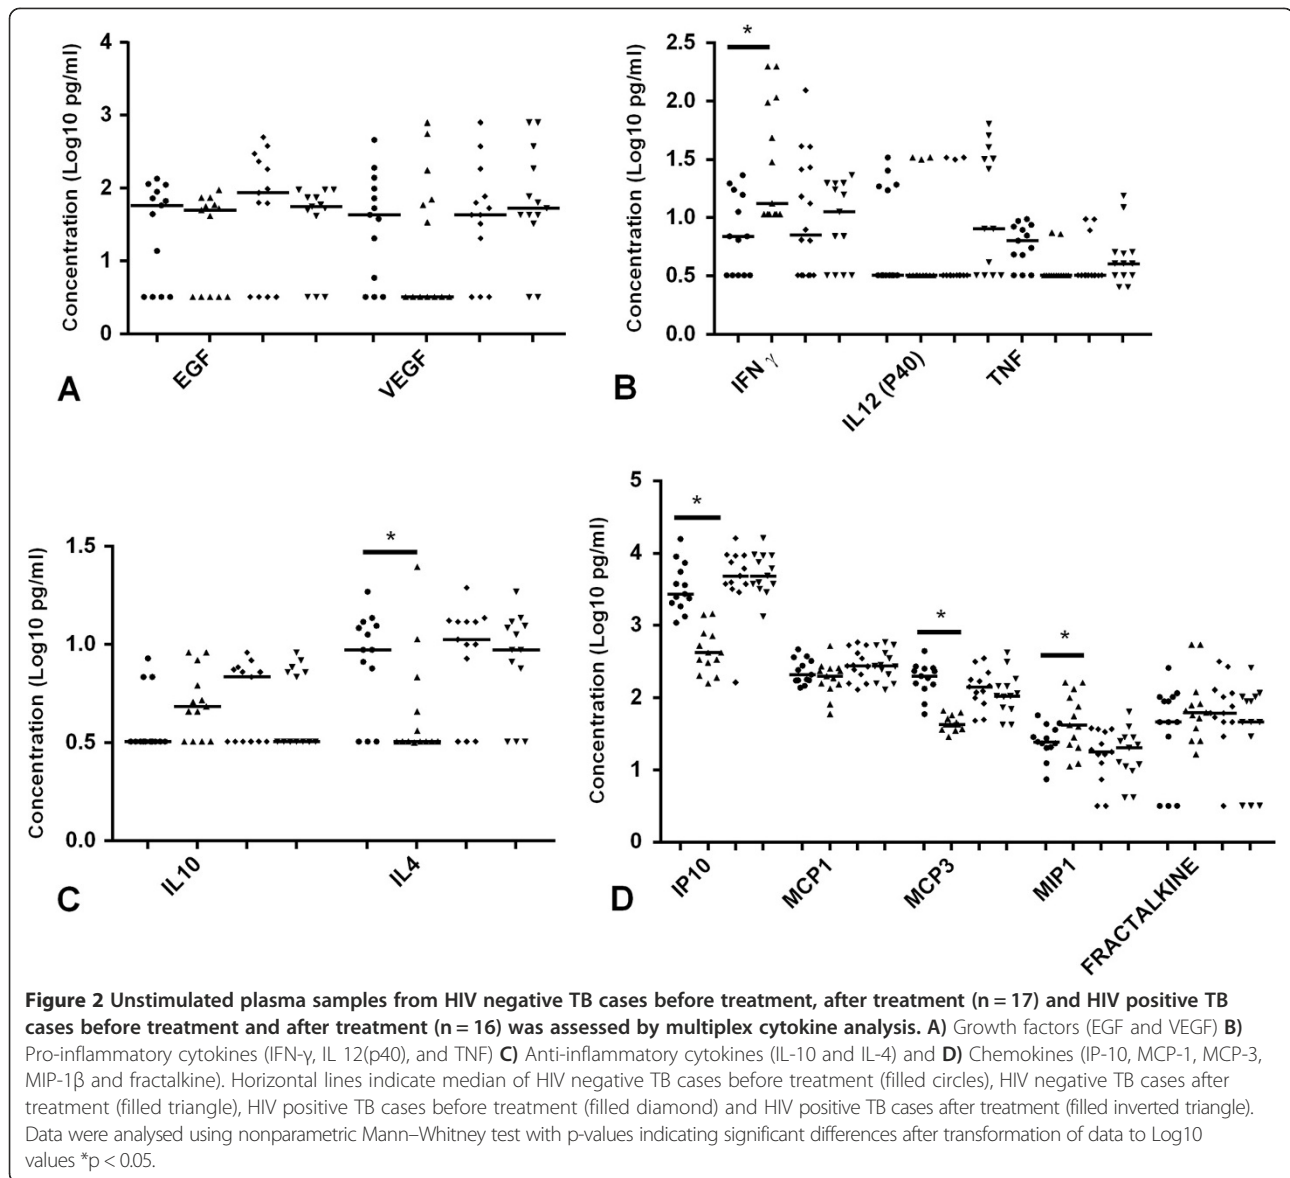 4
3
2
1
0
Concentration (Log10 pg/ml)
EGF
VEGF
A
*
2.5
2.0
1.5
1.0
0.5
0.0
Concentration (Log10 pg/ml)
IFN γ
IL12 (P40)
TNF
B
*
1.5
1.0
0.5
0.0
Concentration (Log10 pg/ml)
IL10
IL4
C
*
*
*
5
4
3
2
1
0
Concentration (Log10 pg/ml)
IP10
MCP1
MCP3
MIP1
FRACTALKINE
D
Figure 2 Unstimulated plasma samples from HIV negative TB cases before treatment, after treatment (n = 17) and HIV positive TB
cases before treatment and after treatment (n = 16) was assessed by multiplex cytokine analysis. A) Growth factors (EGF and VEGF) B)
Pro-inflammatory cytokines (IFN-γ, IL 12(p40), and TNF) C) Anti-inflammatory cytokines (IL-10 and IL-4) and D) Chemokines (IP-10, MCP-1, MCP-3,
MIP-1β and fractalkine). Horizontal lines indicate median of HIV negative TB cases before treatment (filled circles), HIV negative TB cases after
treatment (filled triangle), HIV positive TB cases before treatment (filled diamond) and HIV positive TB cases after treatment (filled inverted triangle).
Data were analysed using nonparametric Mann–Whitney test with p-values indicating significant differences after transformation of data to Log10
values *p < 0.05.